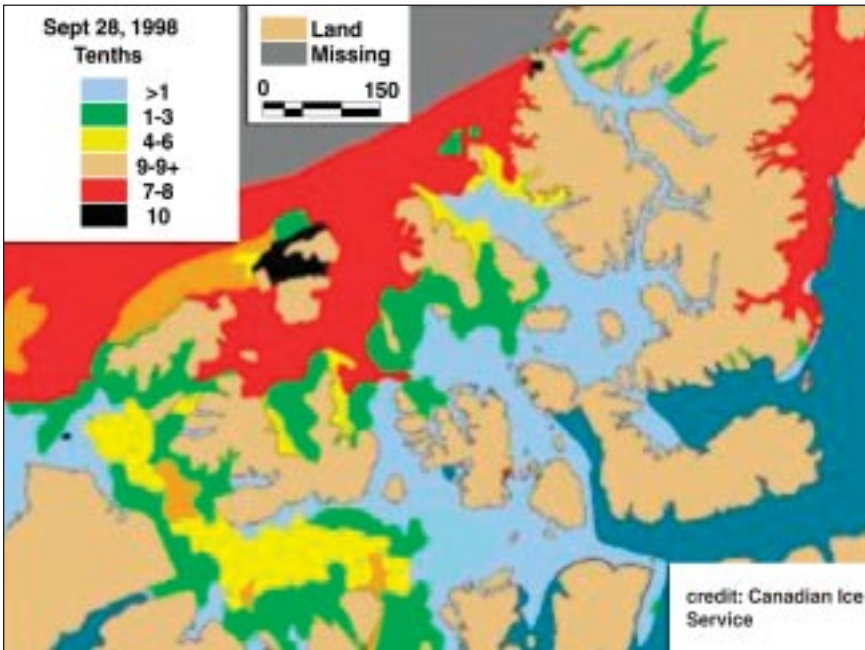 Sept 28, 1998
Tenths
>1
1-3
4-6
9-9+
7-8
10
Land
Missing
0 150
credit: Canadian Ice
Service